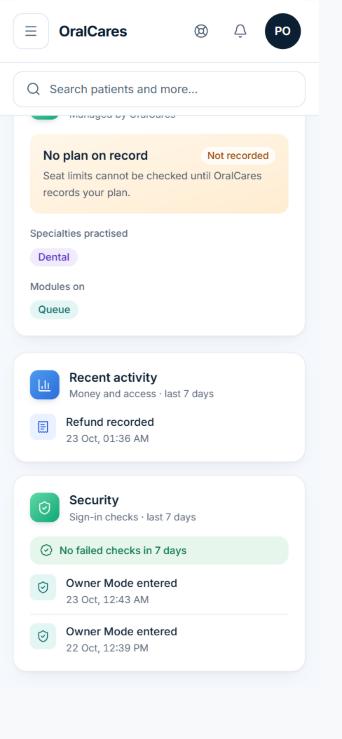 OralCares
PO
Search patients and more...
Managed by OralCares
No plan on record
Not recorded
Seat limits cannot be checked until OralCares
records your plan.
Specialties practised
Dental
Modules on
Queue
Recent activity
Money and access · last 7 days
Refund recorded
23 Oct, 01:36 AM
Security
Sign-in checks · last 7 days
No failed checks in 7 days
Owner Mode entered
23 Oct, 12:43 AM
Owner Mode entered
22 Oct, 12:39 PM